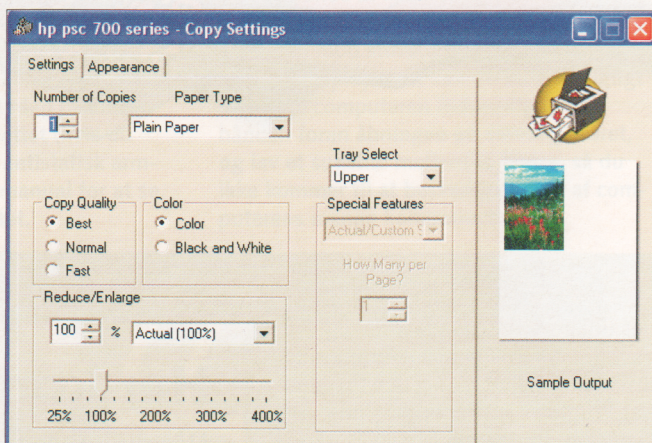 hp psc 700 series - Copy Settings
Settings
Appearance
Number of Copies
Paper Type
1
Plain Paper
Tray Select
Upper
Copy Quality
Best
Normal
Fast
Color
Color
Black and White
Special Features
Actual/Custom S
How Many per
Page?
1
Reduce/Enlarge
100 %
Actual (100%)
25% 100% 200% 300% 400%
Sample Output